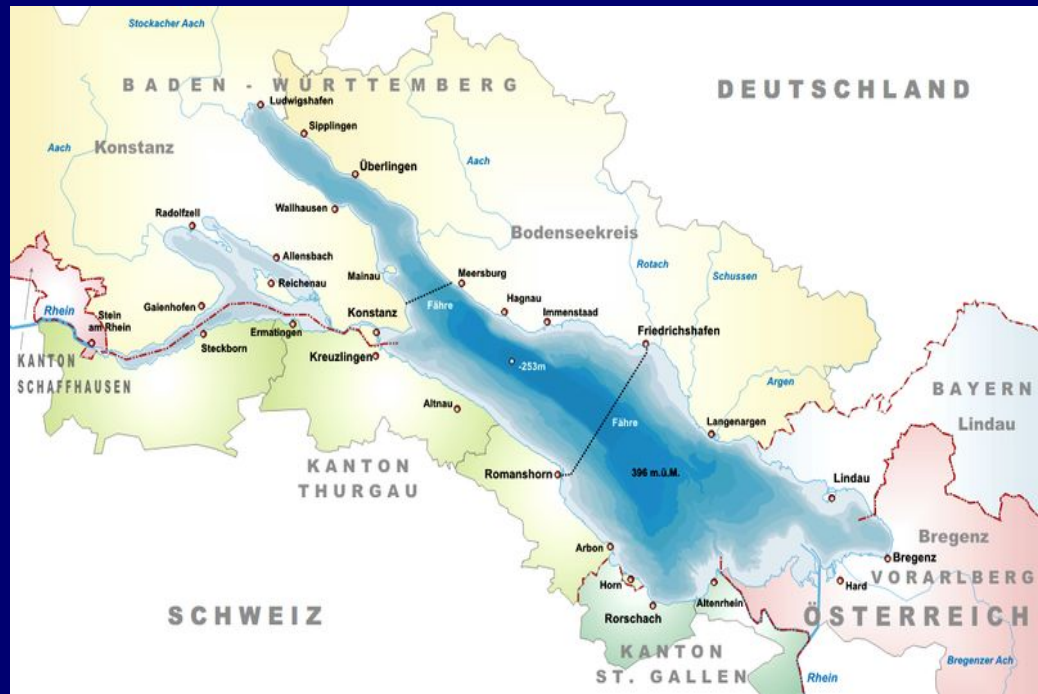 Stockacher Aach
BADEN - WÜRTTEMBERG
DEUTSCHLAND
Ludwigshafen
Sipplingen
Aach
Konstanz
Überlingen
Aach
Wallhausen
Radolfzell
Bodenseekreis
Allensbach
Mainau
Meersburg
Rotach
Schussen
Reichenau
Gaienhofen
Fähre
Hagnau
Rhein
Stein
am Rhein
Konstanz
Immenstaad
Ermatingen
Friedrichshafen
Steckborn
Kreuzlingen
KANTON
SCHAFFHAUSEN
-253m
Argen
BAYERN
Altnau
Fähre
Langenargen
Lindau
KANTON
THURGAU
Romanshorn
396 m.ü.M.
Lindau
Arbon
Bregenz
Bregenz
Horn
Altenrhein
Hard
VORARLBERG
SCHWEIZ
Rorschach
ÖSTERREICH
KANTON
ST. GALLEN
Rhein
Bregenzer Ach